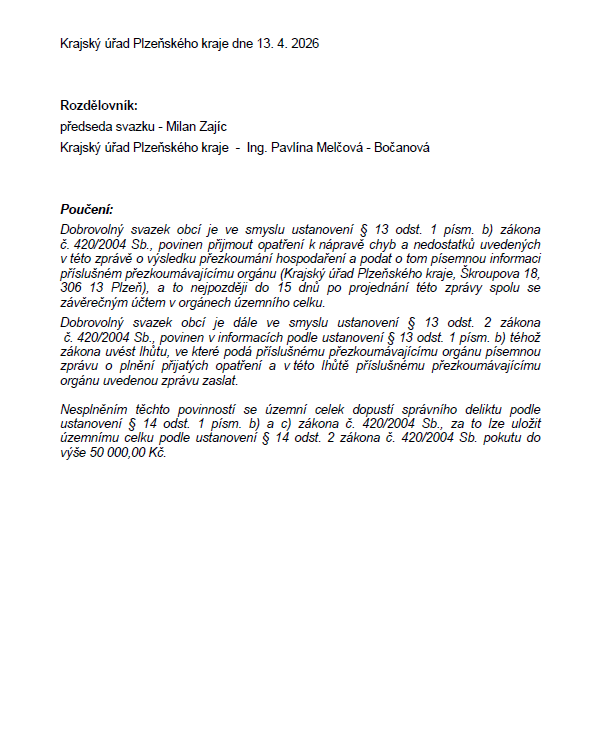 Krajský úřad Plzeňského kraje dne 13. 4. 2026
Rozdělovník:
předseda svazku - Milan Zajíc
Krajský úřad Plzeňského kraje - Ing. Pavlína Melčová - Bočanová
Poučení:
Dobrovolný svazek obcí je ve smyslu ustanovení § 13 odst. 1 písm. b) zákona
č. 420/2004 Sb., povinen přijmout opatření k nápravě chyb a nedostatků uvedených
v této zprávě o výsledku přezkoumání hospodaření a podat o tom písemnou informaci
příslušném přezkoumávajícímu orgánu (Krajský úřad Plzeňského kraje, Škroupova 18,
306 13 Plzeň), a to nejpozději do 15 dnů po projednání této zprávy spolu se
závěrečným účtem v orgánech územního celku.
Dobrovolný svazek obcí je dále ve smyslu ustanovení § 13 odst. 2 zákona
č. 420/2004 Sb., povinen v informacích podle ustanovení § 13 odst. 1 písm. b) téhož
zákona uvést lhůtu, ve které podá příslušnému přezkoumávajícímu orgánu písemnou
zprávu o plnění přijatých opatření a v této lhůtě příslušnému přezkoumávajícímu
orgánu uvedenou zprávu zaslat.
Nesplněním těchto povinností se územní celek dopustí správního deliktu podle
ustanovení § 14 odst. 1 písm. b) a c) zákona č. 420/2004 Sb., za to lze uložit
územnímu celku podle ustanovení § 14 odst. 2 zákona č. 420/2004 Sb. pokutu do
výše 50 000,00 Kč.